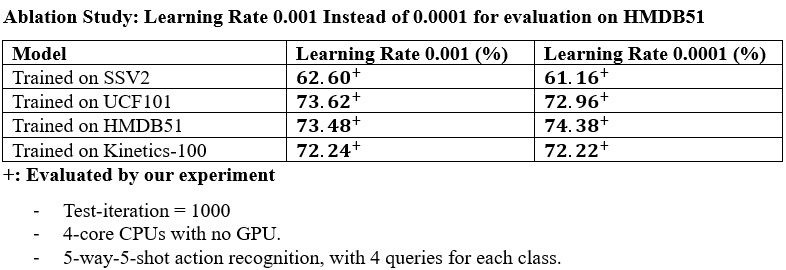 Ablation Study: Learning Rate 0.001 Instead of 0.0001 for evaluation on HMDB51
Model Learning Rate 0.001 (%) Learning Rate 0.0001 (%)
Trained on SSV2 62.60+ 61.16+
Trained on UCF101 73.62+ 72.96+
Trained on HMDB51 73.48+ 74.38+
Trained on Kinetics-100 72.24+ 72.22+
+: Evaluated by our experiment
- Test-iteration = 1000
- 4-core CPUs with no GPU.
- 5-way-5-shot action recognition, with 4 queries for each class.